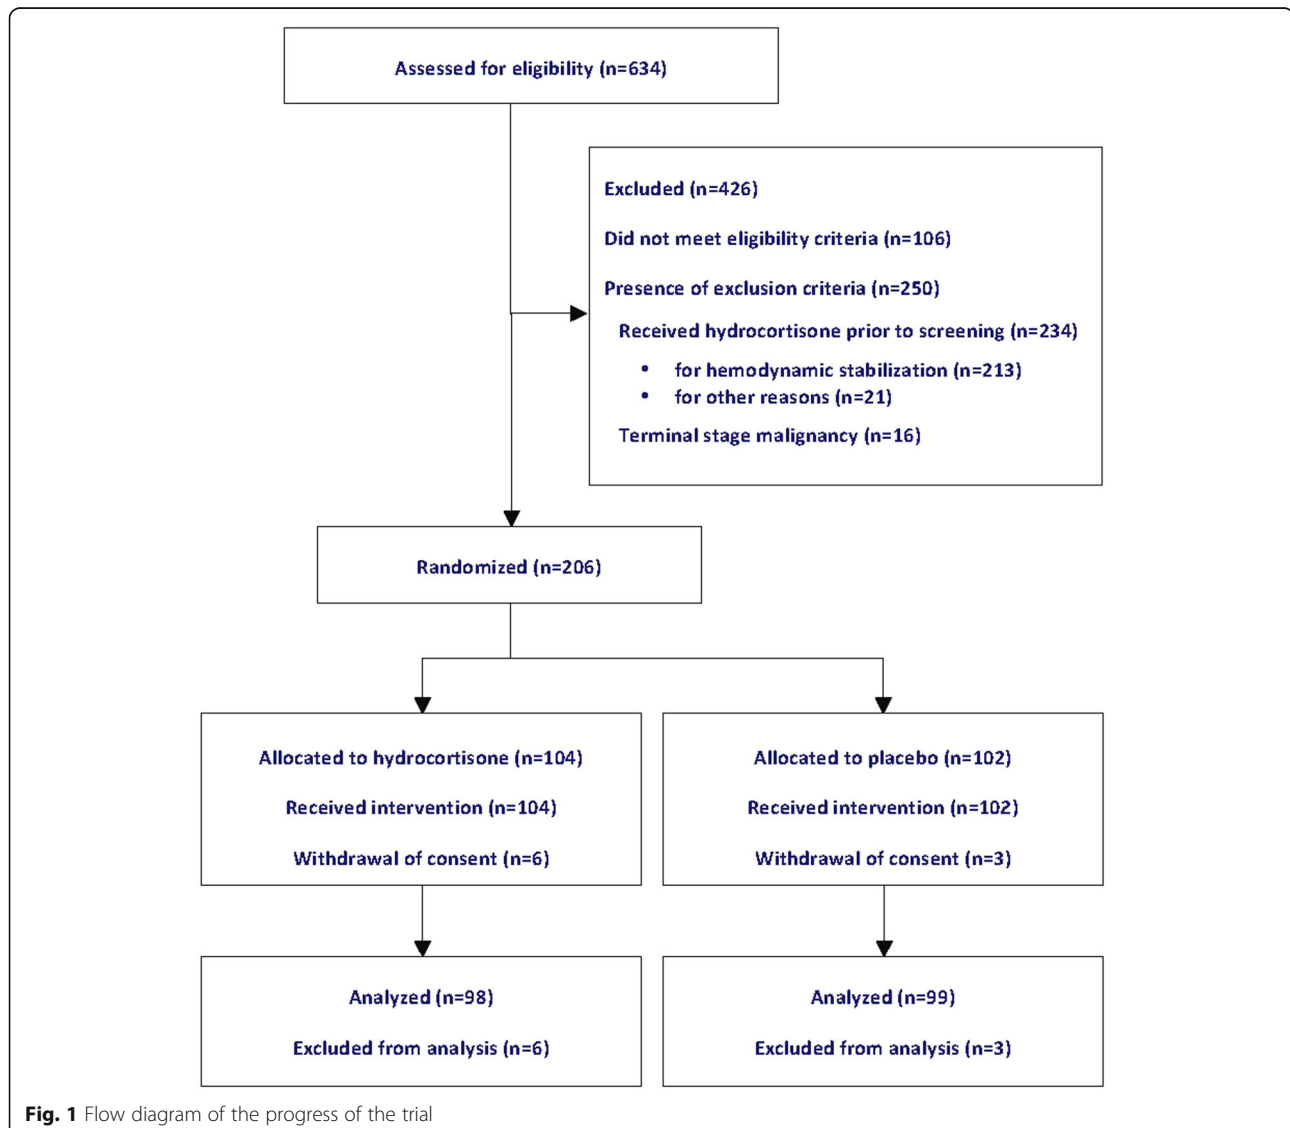 Assessed for eligibility (n=634)
Excluded (n=426)
Did not meet eligibility criteria (n=106)
Presence of exclusion criteria (n=250)
Received hydrocortisone prior to screening (n=234)
• for hemodynamic stabilization (n=213)
• for other reasons (n=21)
Terminal stage malignancy (n=16)
Randomized (n=206)
Allocated to hydrocortisone (n=104)
Received intervention (n=104)
Withdrawal of consent (n=6)
Allocated to placebo (n=102)
Received intervention (n=102)
Withdrawal of consent (n=3)
Analyzed (n=98)
Excluded from analysis (n=6)
Analyzed (n=99)
Excluded from analysis (n=3)
Fig. 1 Flow diagram of the progress of the trial